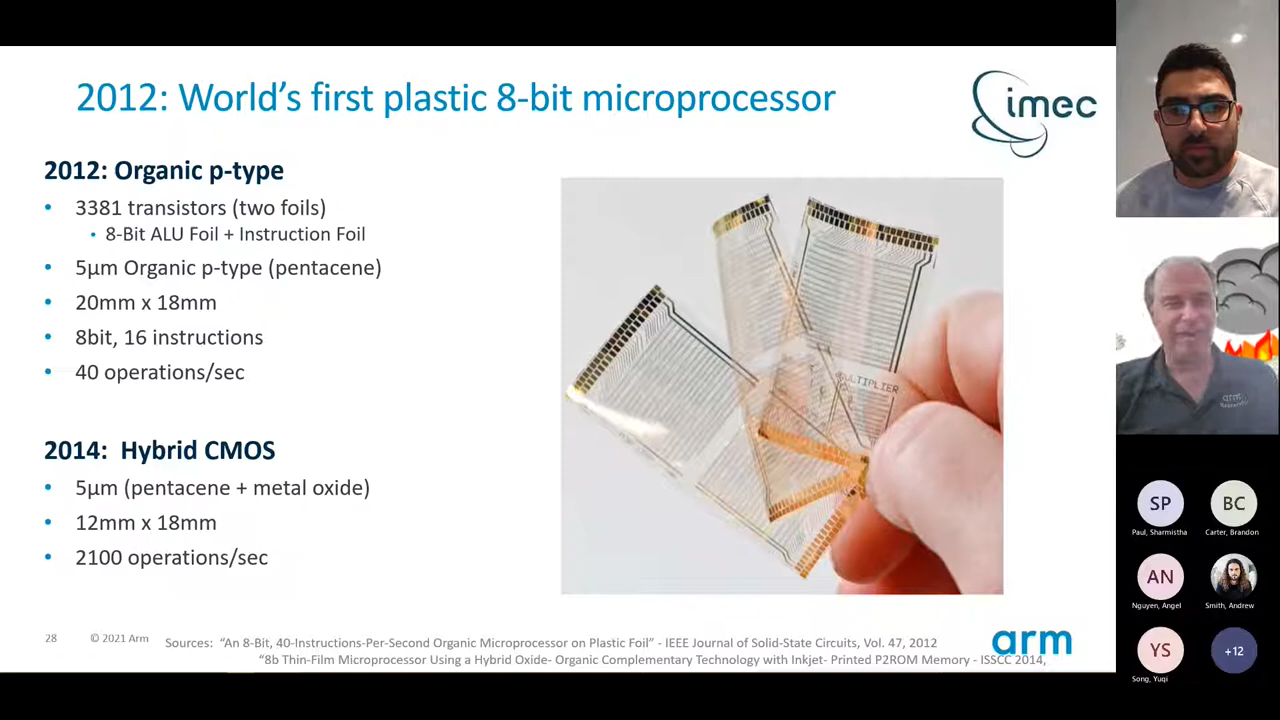 2012: World's first plastic 8-bit microprocessor
imec
2012: Organic p-type
• 3381 transistors (two foils)
• 8-Bit ALU Foil + Instruction Foil
• 5µm Organic p-type (pentacene)
• 20mm x 18mm
• 8bit, 16 instructions
• 40 operations/sec
MULTIPLIER
2014:  Hybrid CMOS
• 5µm (pentacene + metal oxide)
• 12mm x 18mm
• 2100 operations/sec
28 © 2021 Arm
Sources: "An 8-Bit, 40-Instructions-Per-Second Organic Microprocessor on Plastic Foil" - IEEE Journal of Solid-State Circuits, Vol. 47, 2012
"8b Thin-Film Microprocessor Using a Hybrid Oxide- Organic Complementary Technology with Inkjet- Printed P2ROM Memory - ISSCC 2014,
arm
arm
SP
Paul, Sharmistha
BC
Carter, Brandon
AN
Nguyen, Angel
Smith, Andrew
YS
Song, Yuqi
+12